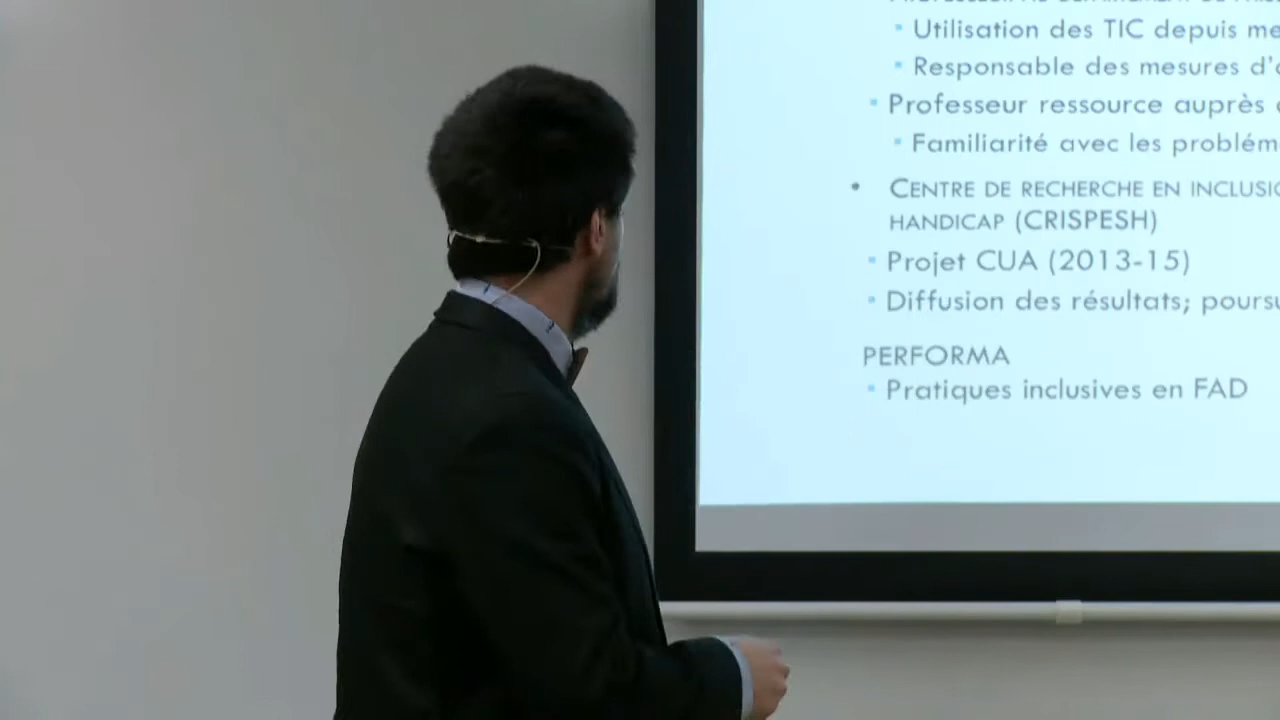 Utilisation des TIC depuis
Responsable des mesures
Professeur ressource auprès
Familiarité avec les
• CENTRE DE RECHERCHE EN
HANDICAP (CRISPESH)
Projet CUA (2013-15)
Diffusion des résultats;
PERFORMA
Pratiques inclusives en FAD